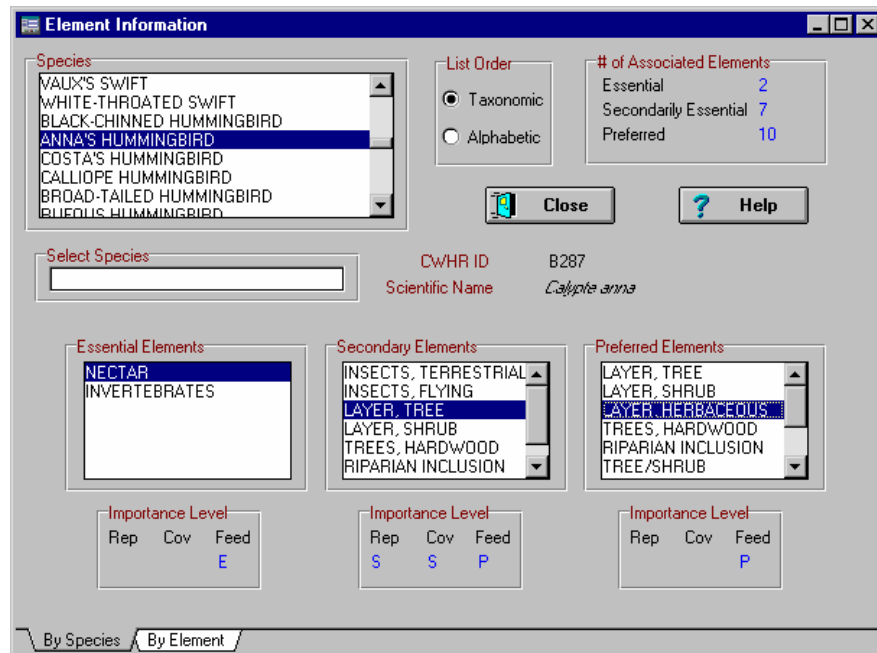 Element Information
Species
VAUX'S SWIFT
WHITE-THROATED SWIFT
BLACK-CHINNED HUMMINGBIRD
ANNA'S HUMMINGBIRD
COSTA'S HUMMINGBIRD
CALLIOPE HUMMINGBIRD
BROAD-TAILED HUMMINGBIRD
RUFOUS HUMMINGBIRD
List Order
Taxonomic
Alphabetic
# of Associated Elements
Essential 2
Secondarily Essential 7
Preferred 10
Close
? Help
Select Species
CWHR ID B287
Scientific Name Calypte anna
Essential Elements
NECTAR
INVERTEBRATES
Secondary Elements
INSECTS, TERRESTRIAL
INSECTS, FLYING
LAYER, TREE
LAYER, SHRUB
TREES, HARDWOOD
RIPARIAN INCLUSION
Preferred Elements
LAYER, TREE
LAYER, SHRUB
LAYER, HERBACEOUS
TREES, HARDWOOD
RIPARIAN INCLUSION
TREE/SHRUB
Importance Level
Rep Cov Feed
E
Importance Level
Rep Cov Feed
S S P
Importance Level
Rep Cov Feed
P
By Species
By Element